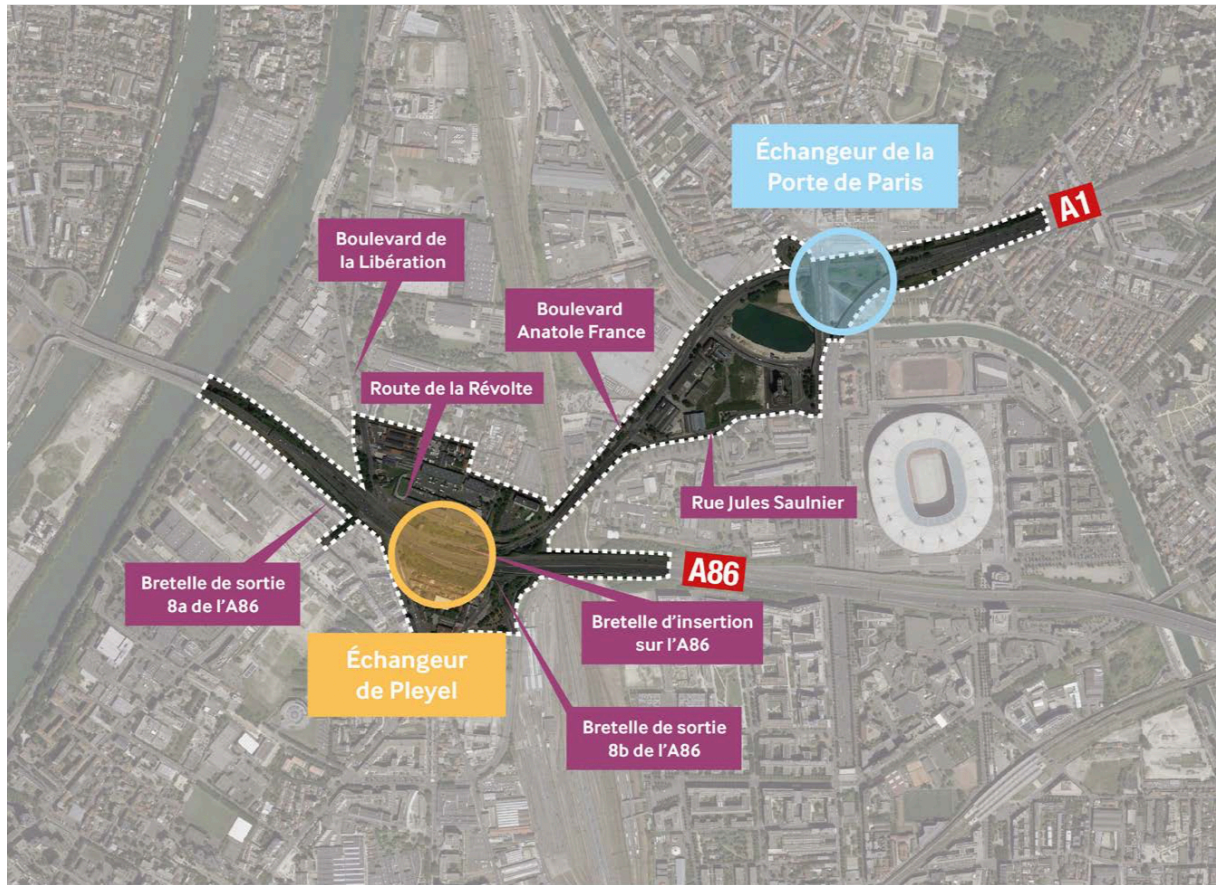 Échangeur de la
Porte de Paris
A1
Boulevard de
la Libération
Boulevard
Anatole France
Route de la Révolte
Rue Jules Saulnier
A86
Bretelle de sortie
8a de l’A86
Bretelle d’insertion
sur l’A86
Échangeur
de Pleyel
Bretelle de sortie
8b de l’A86